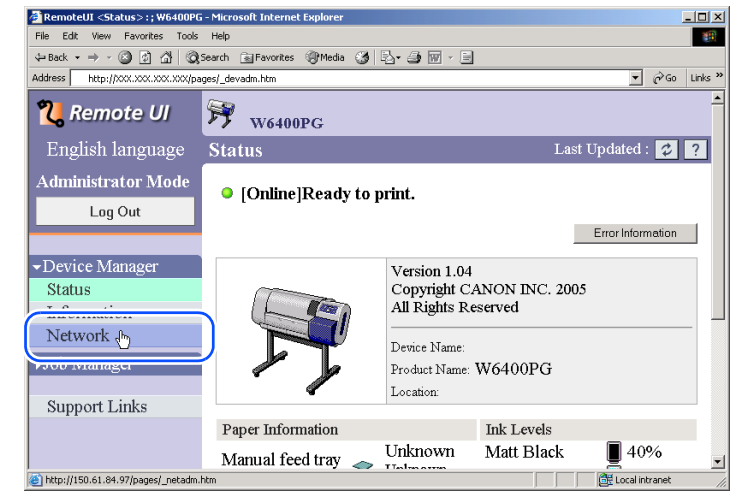 RemoteUI <Status> : ; W6400PG - Microsoft Internet Explorer
File Edit View Favorites Tools Help
Back Search Favorites Media
Address http://XXX.XXX.XXX.XXX/pages/_devadm.htm Go Links »
Remote UI
W6400PG
English language
Status Last Updated : ?
Administrator Mode
Log Out
[Online]Ready to print.
Error Information
Device Manager
Status
Information
Network
Job Manager
Support Links
Version 1.04
Copyright CANON INC. 2005
All Rights Reserved
Device Name:
Product Name: W6400PG
Location:
Paper Information Ink Levels
Manual feed tray Unknown Matt Black 40%
Unknown
http://150.61.84.97/pages/_netadm.htm Local intranet